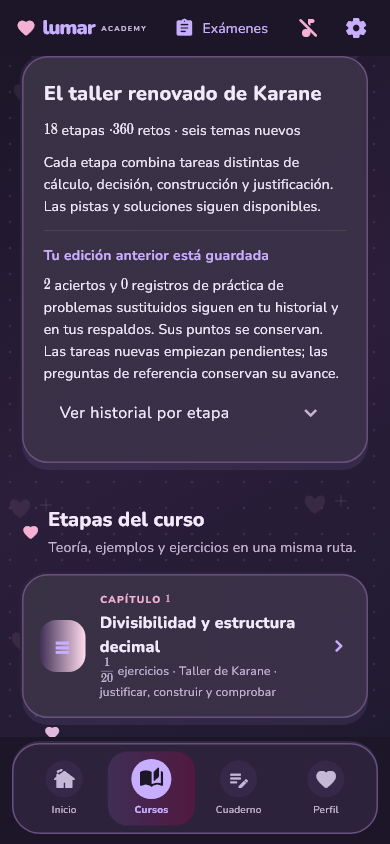 lumar ACADEMY Exámenes
El taller renovado de Karane
18 etapas ·360 retos · seis temas nuevos
Cada etapa combina tareas distintas de
cálculo, decisión, construcción y justificación.
Las pistas y soluciones siguen disponibles.
Tu edición anterior está guardada
2 aciertos y 0 registros de práctica de
problemas sustituidos siguen en tu historial y
en tus respaldos. Sus puntos se conservan.
Las tareas nuevas empiezan pendientes; las
preguntas de referencia conservan su avance.
Ver historial por etapa
Etapas del curso
Teoría, ejemplos y ejercicios en una misma ruta.
CAPÍTULO 1
Divisibilidad y estructura
decimal
1/20 ejercicios · Taller de Karane ·
justificar, construir y comprobar
Inicio Cursos Cuaderno Perfil